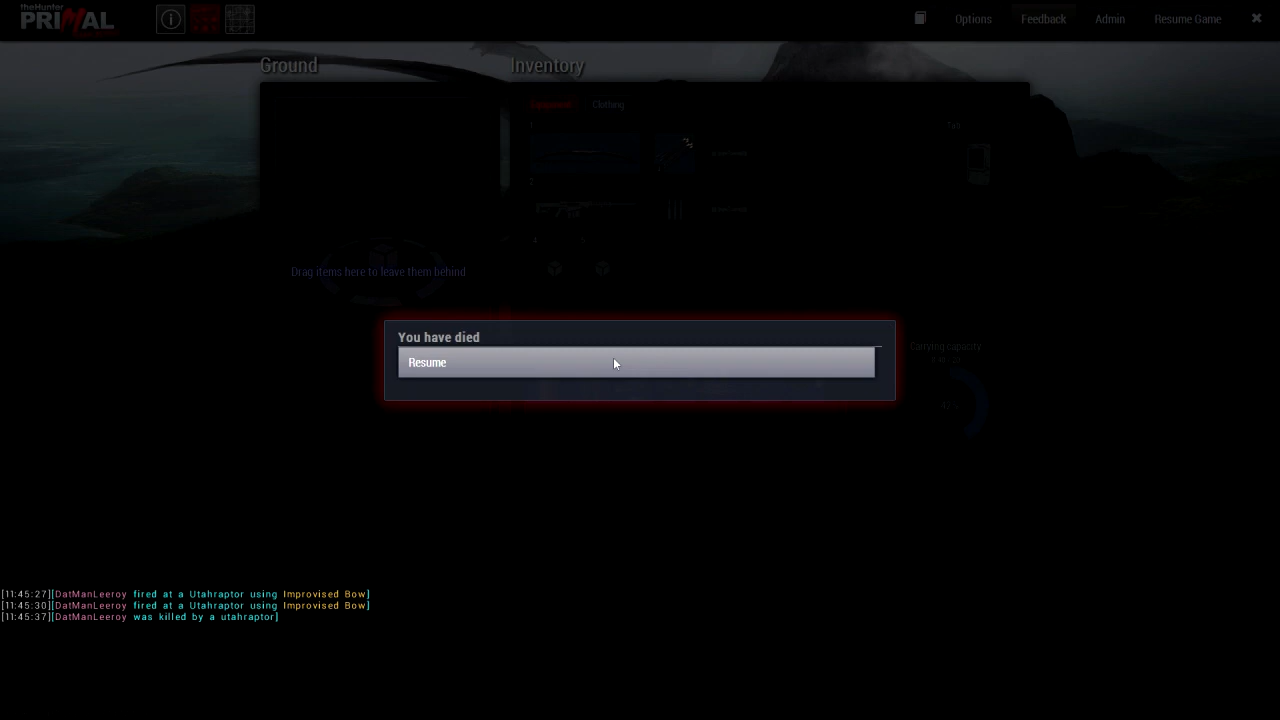 theHunter
PRIMAL
Options
Feedback
Admin
Resume Game
Ground
Inventory
Equipment
Clothing
Drag items here to leave them behind
You have died
Resume
Carrying capacity
[11:45:27][DatManLeeroy fired at a Utahraptor using Improvised Bow]
[11:45:30][DatManLeeroy fired at a Utahraptor using Improvised Bow]
[11:45:37][DatManLeeroy was killed by a utahraptor]